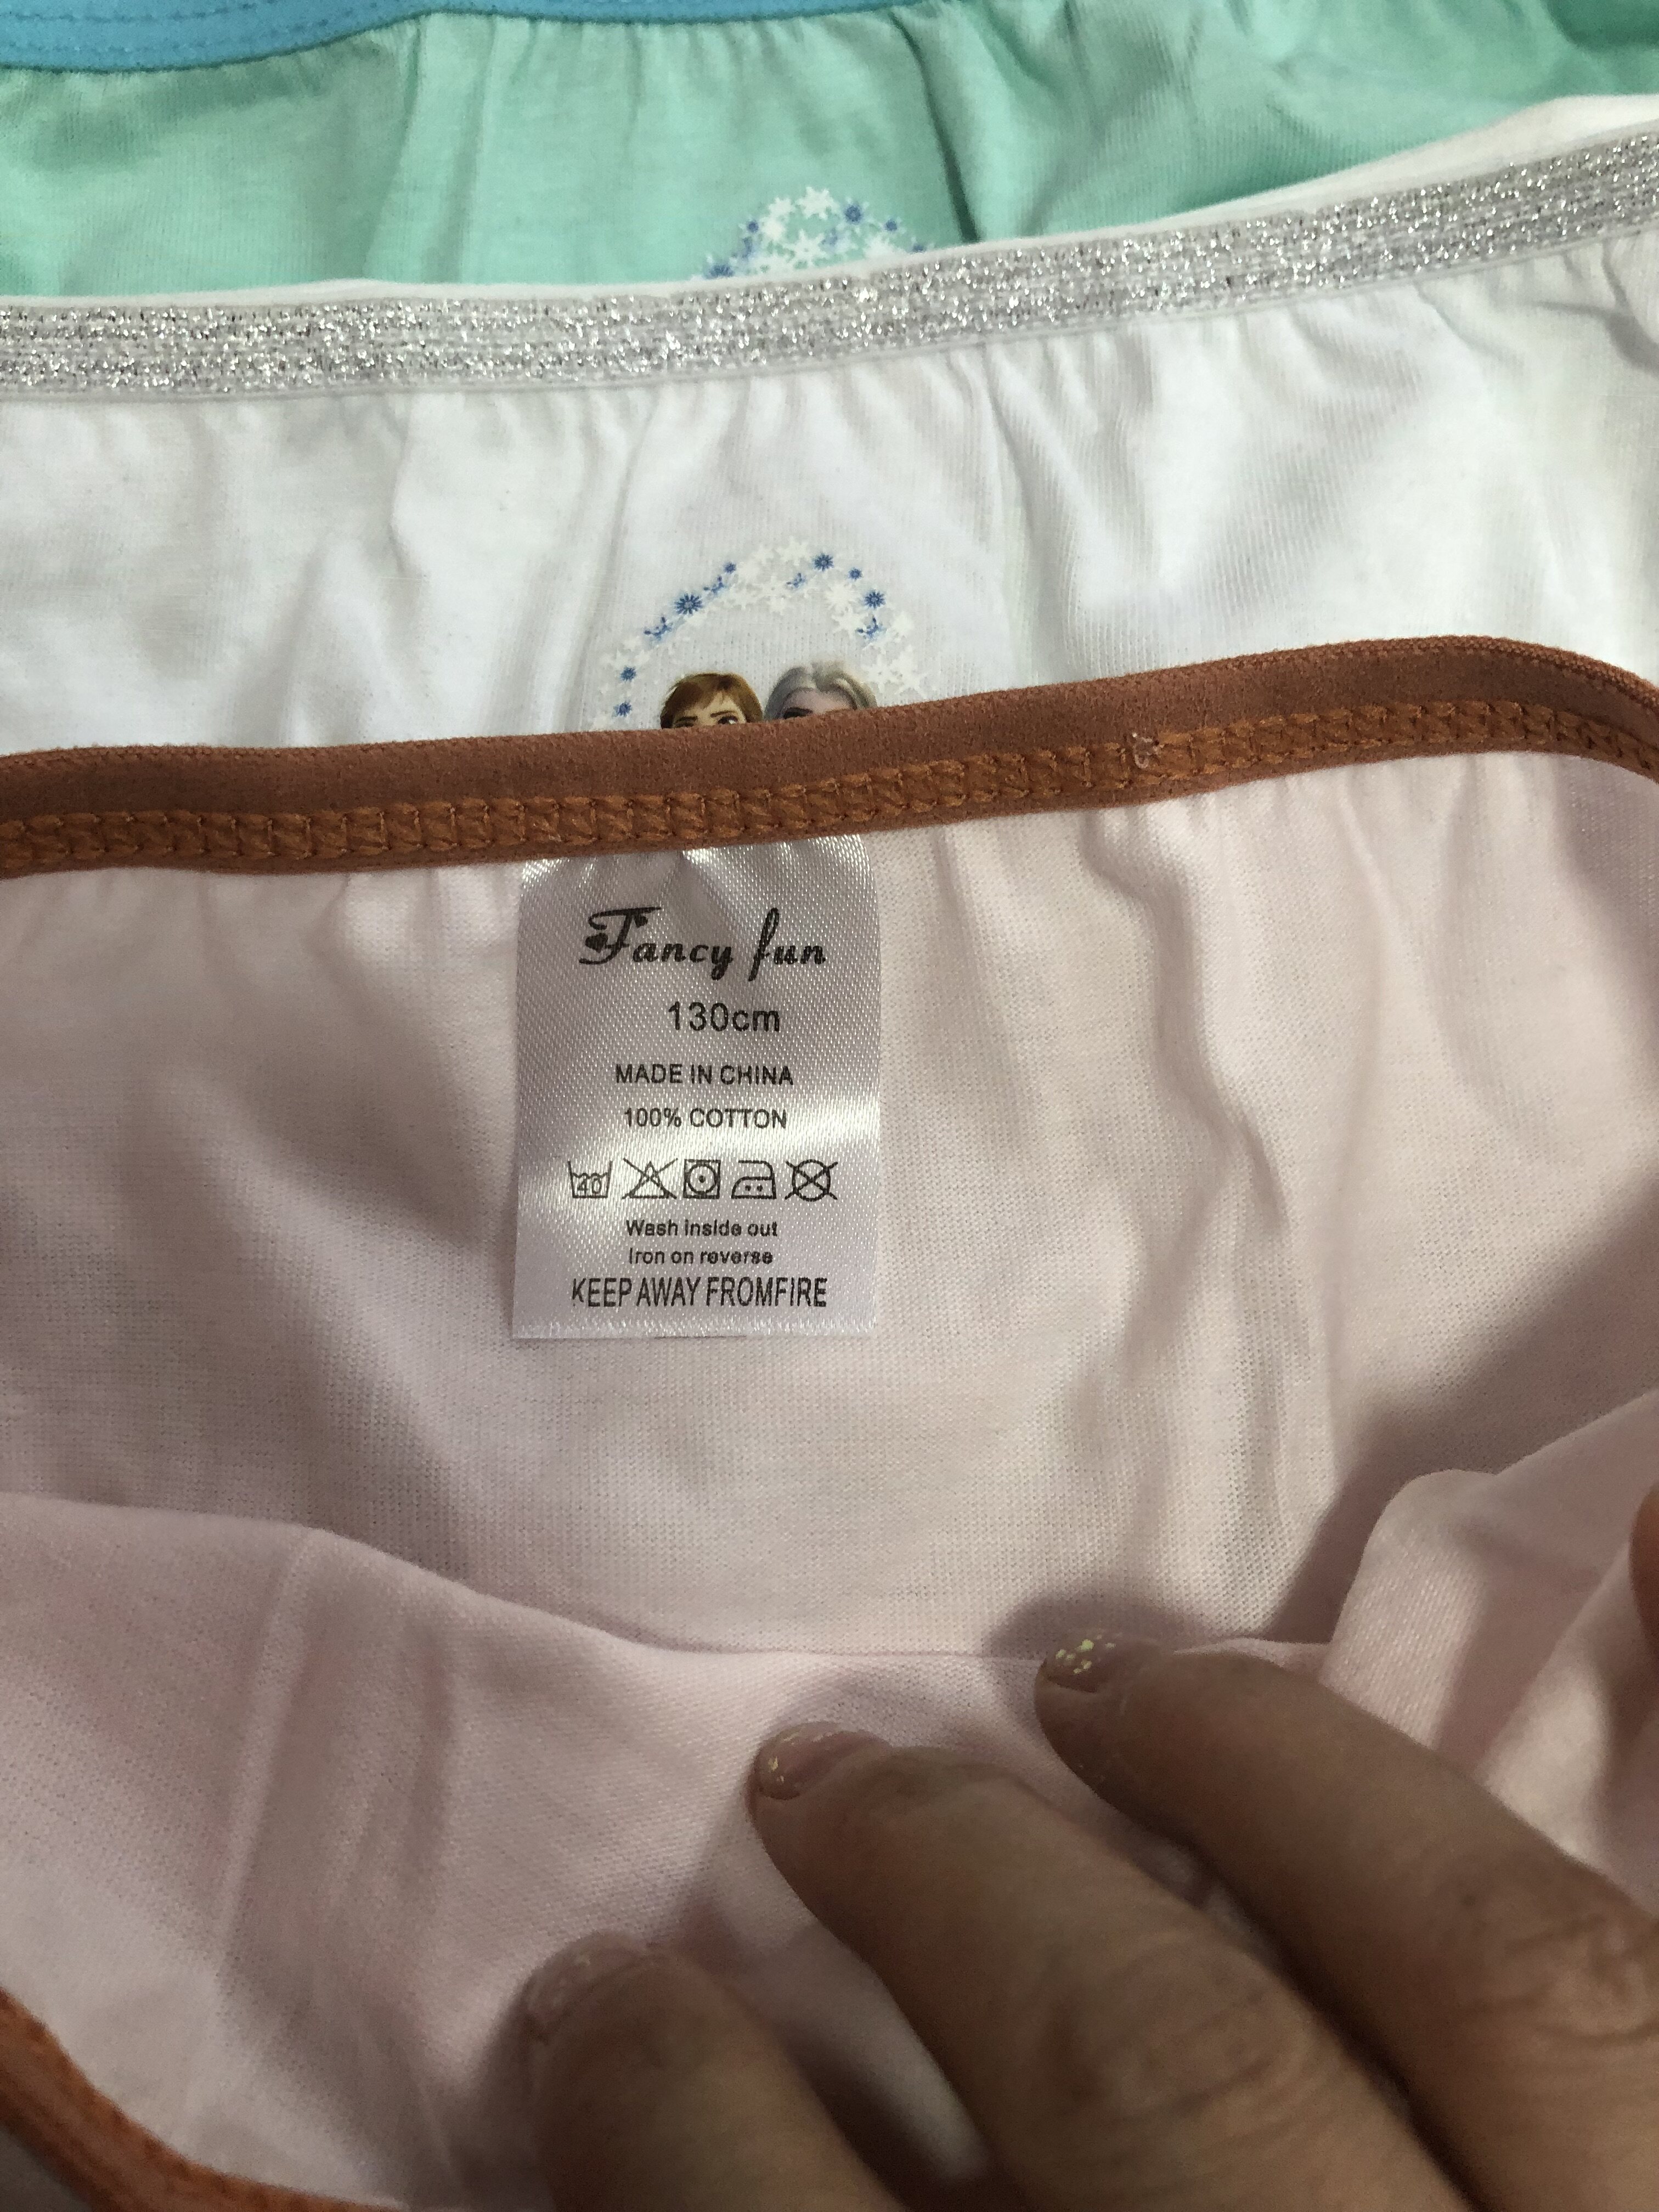 Fancy fun
130cm
MADE IN CHINA
100% COTTON
40
Wash inside out
Iron on reverse
KEEP AWAY FROMFIRE